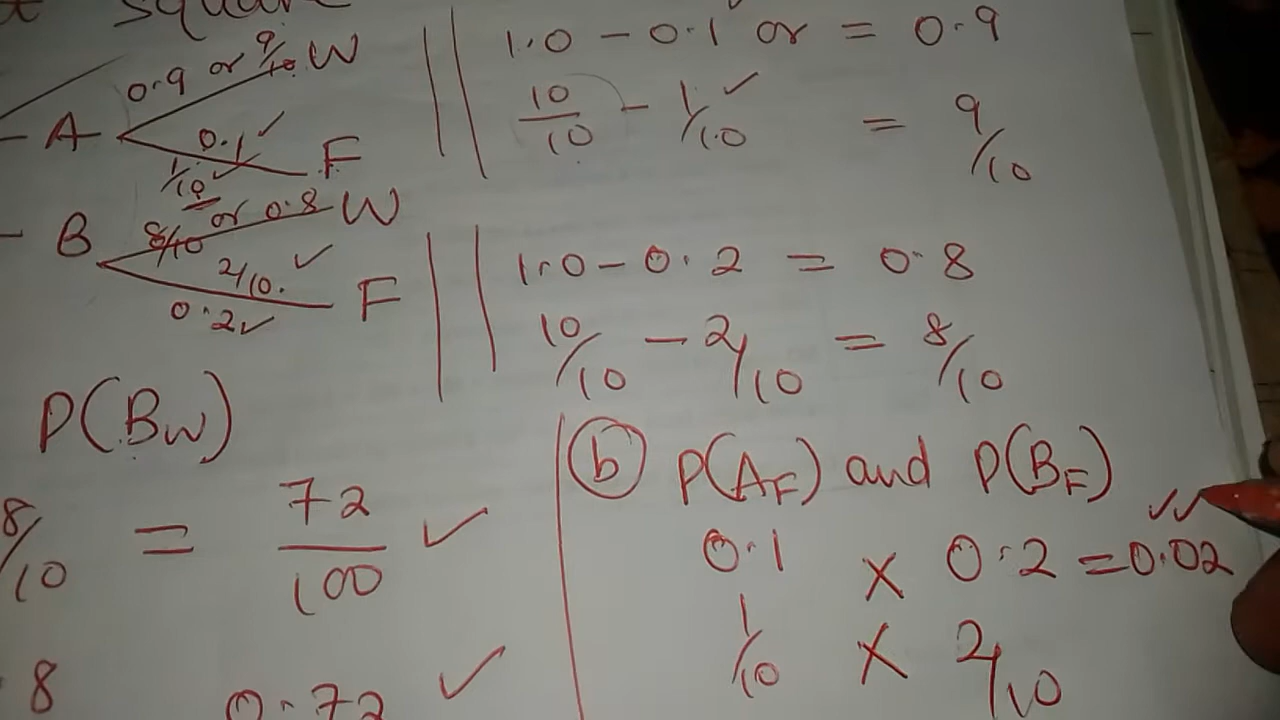 square
0.9 or 9/10 W
- A
0.1 ✓
1/10 ✓ F
1.0 - 0.1 or = 0.9
10/10 - 1/10 ✓ = 9/10
8/10 or 0.8 W
- B
2/10. ✓
0.2 ✓ F
1.0 - 0.2 = 0.8
10/10 - 2/10 = 8/10
P(BW)
8/10 = 72/100 ✓
8 0.72 ✓
(b) P(AF) and P(BF)
✓✓
0.1 × 0.2 = 0.02
1/10 × 2/10